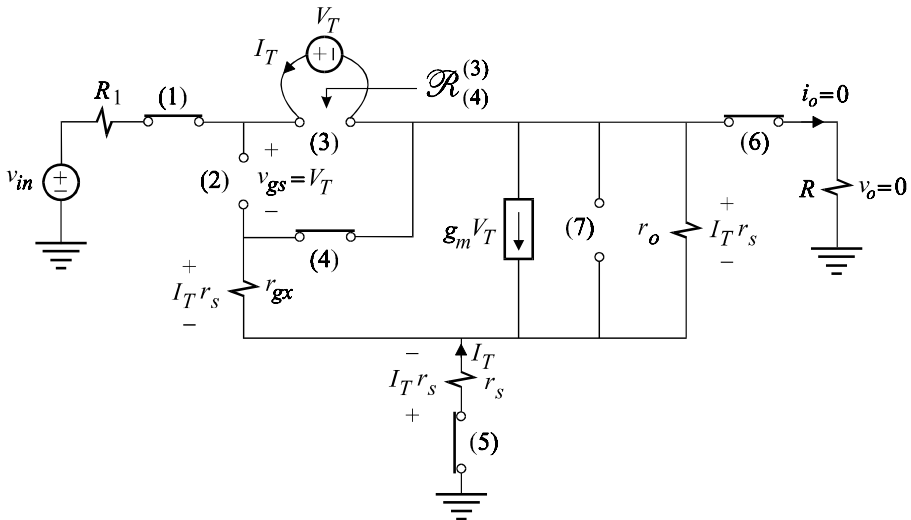 V_T
+ −
I_T
ℛ_(4)^(3)
R_1
(1)
(3)
i_o=0
(6)
v_in
+
−
(2)
+
v_gs=V_T
−
(4)
g_m V_T
(7)
r_o
+
I_T r_s
−
R
v_o=0
+
I_T r_s
−
r_gx
−
I_T r_s
+
I_T
r_s
(5)